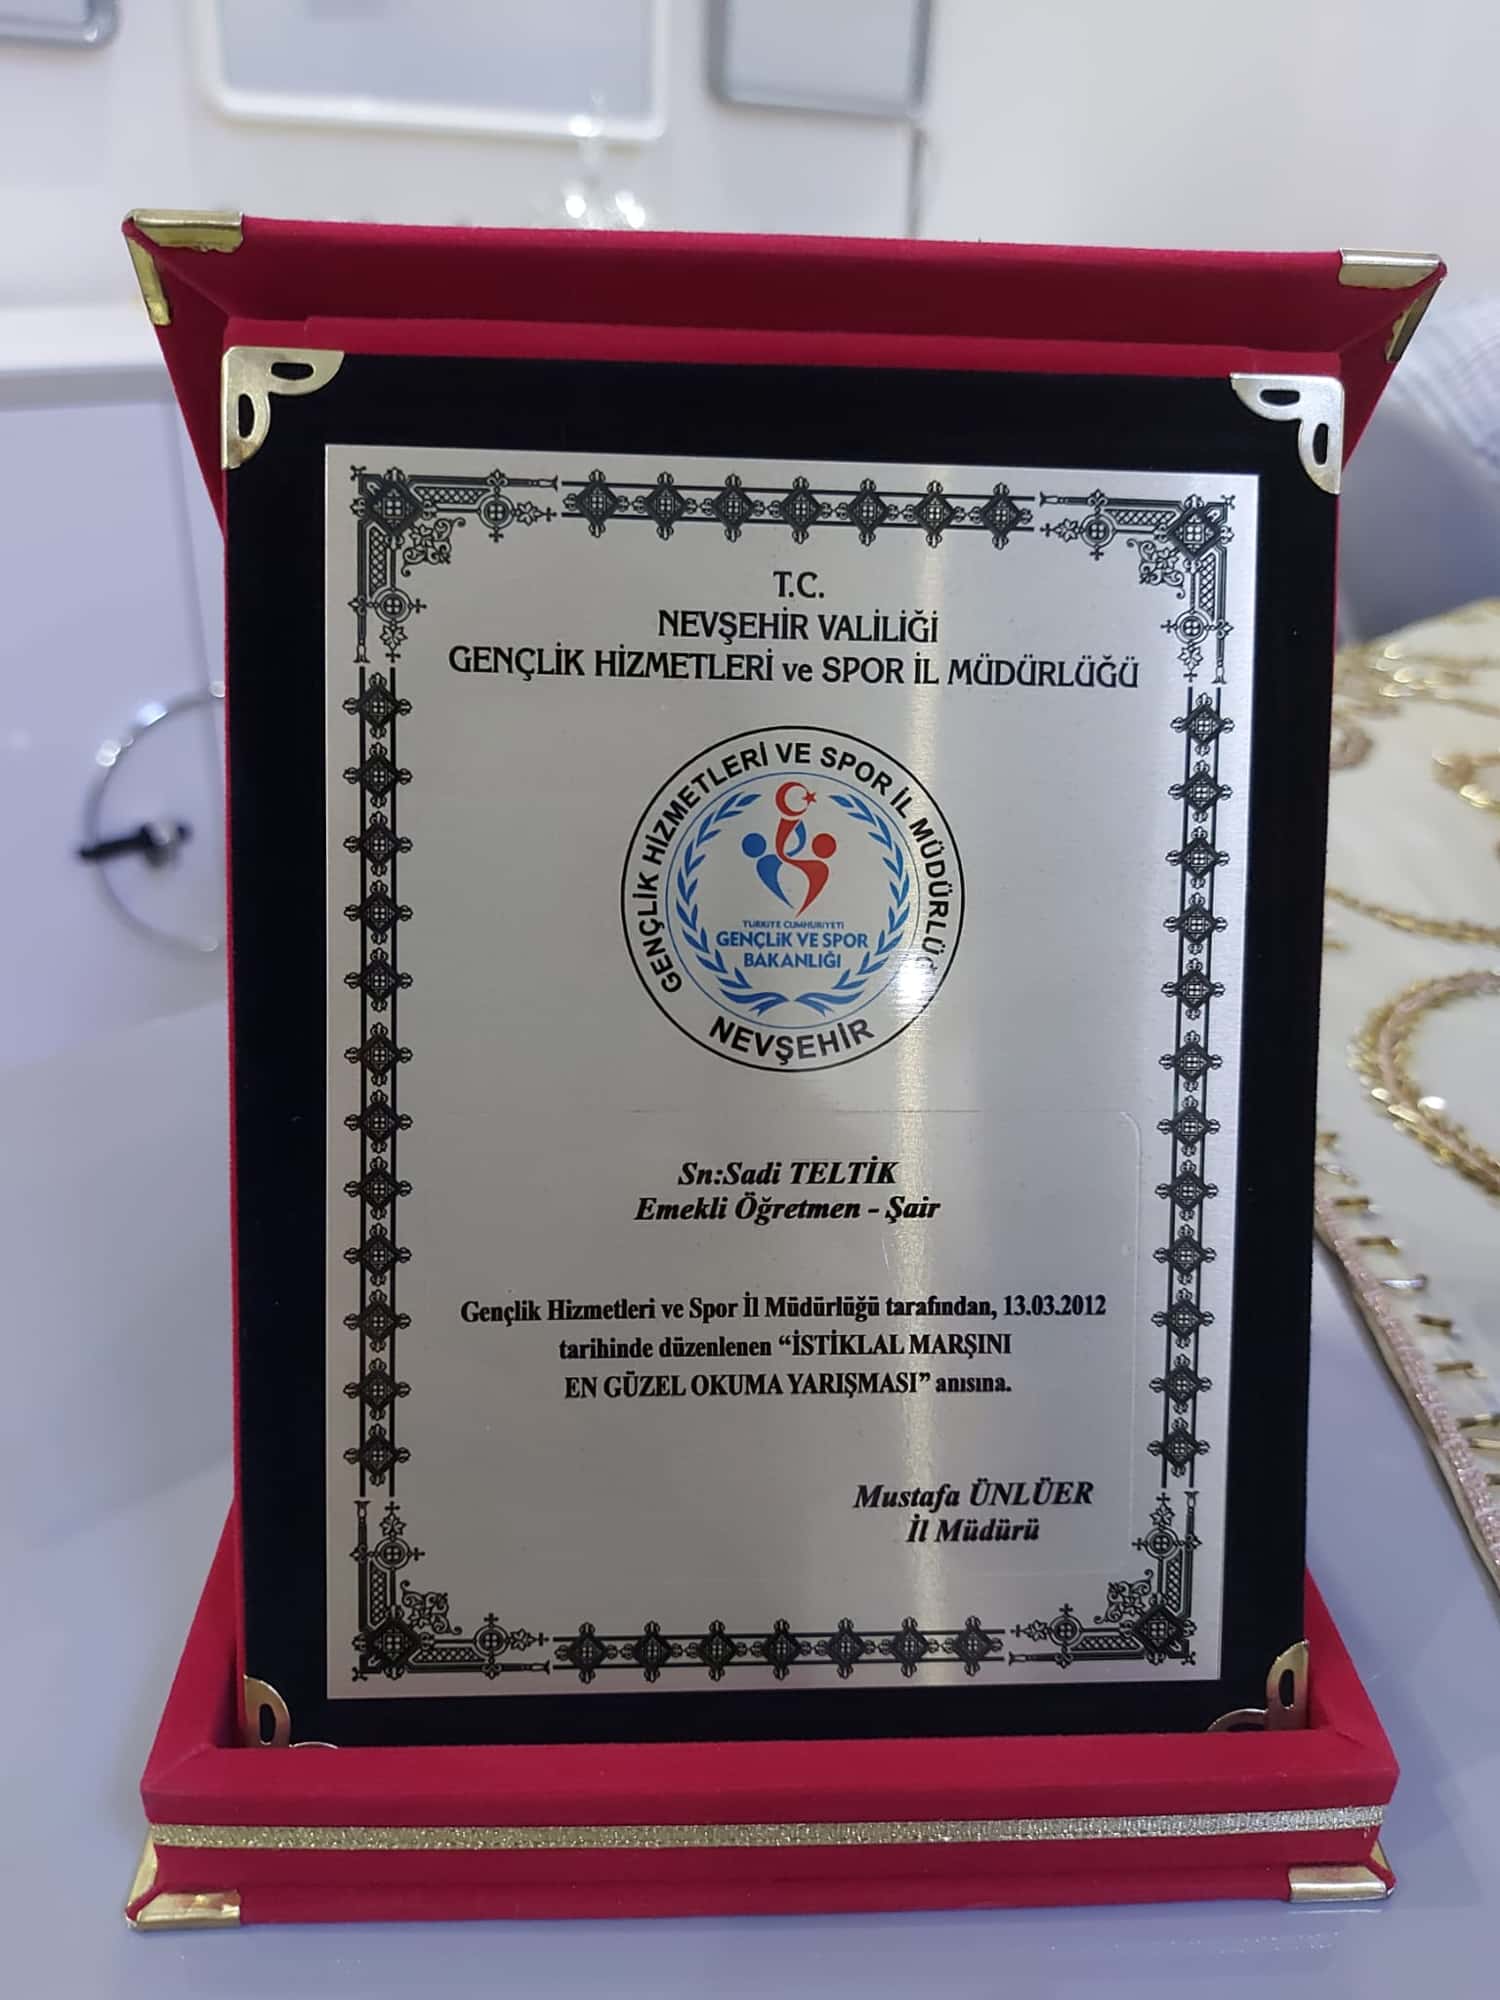 T.C.
NEVŞEHİR VALİLİĞİ
GENÇLİK HİZMETLERİ ve SPOR İL MÜDÜRLÜĞÜ
GENÇLİK HİZMETLERİ VE SPOR İL MÜDÜRLÜĞ
TÜRKİYE CUMHURİYETİ
GENÇLİK VE SPOR
BAKANLIĞI
NEVŞEHİR
Sn:Sadi TELTİK
Emekli Öğretmen - Şair
Gençlik Hizmetleri ve Spor İl Müdürlüğü tarafından, 13.03.2012
tarihinde düzenlenen “İSTİKLAL MARŞINI
EN GÜZEL OKUMA YARIŞMASI” anısına.
Mustafa ÜNLÜER
İl Müdürü